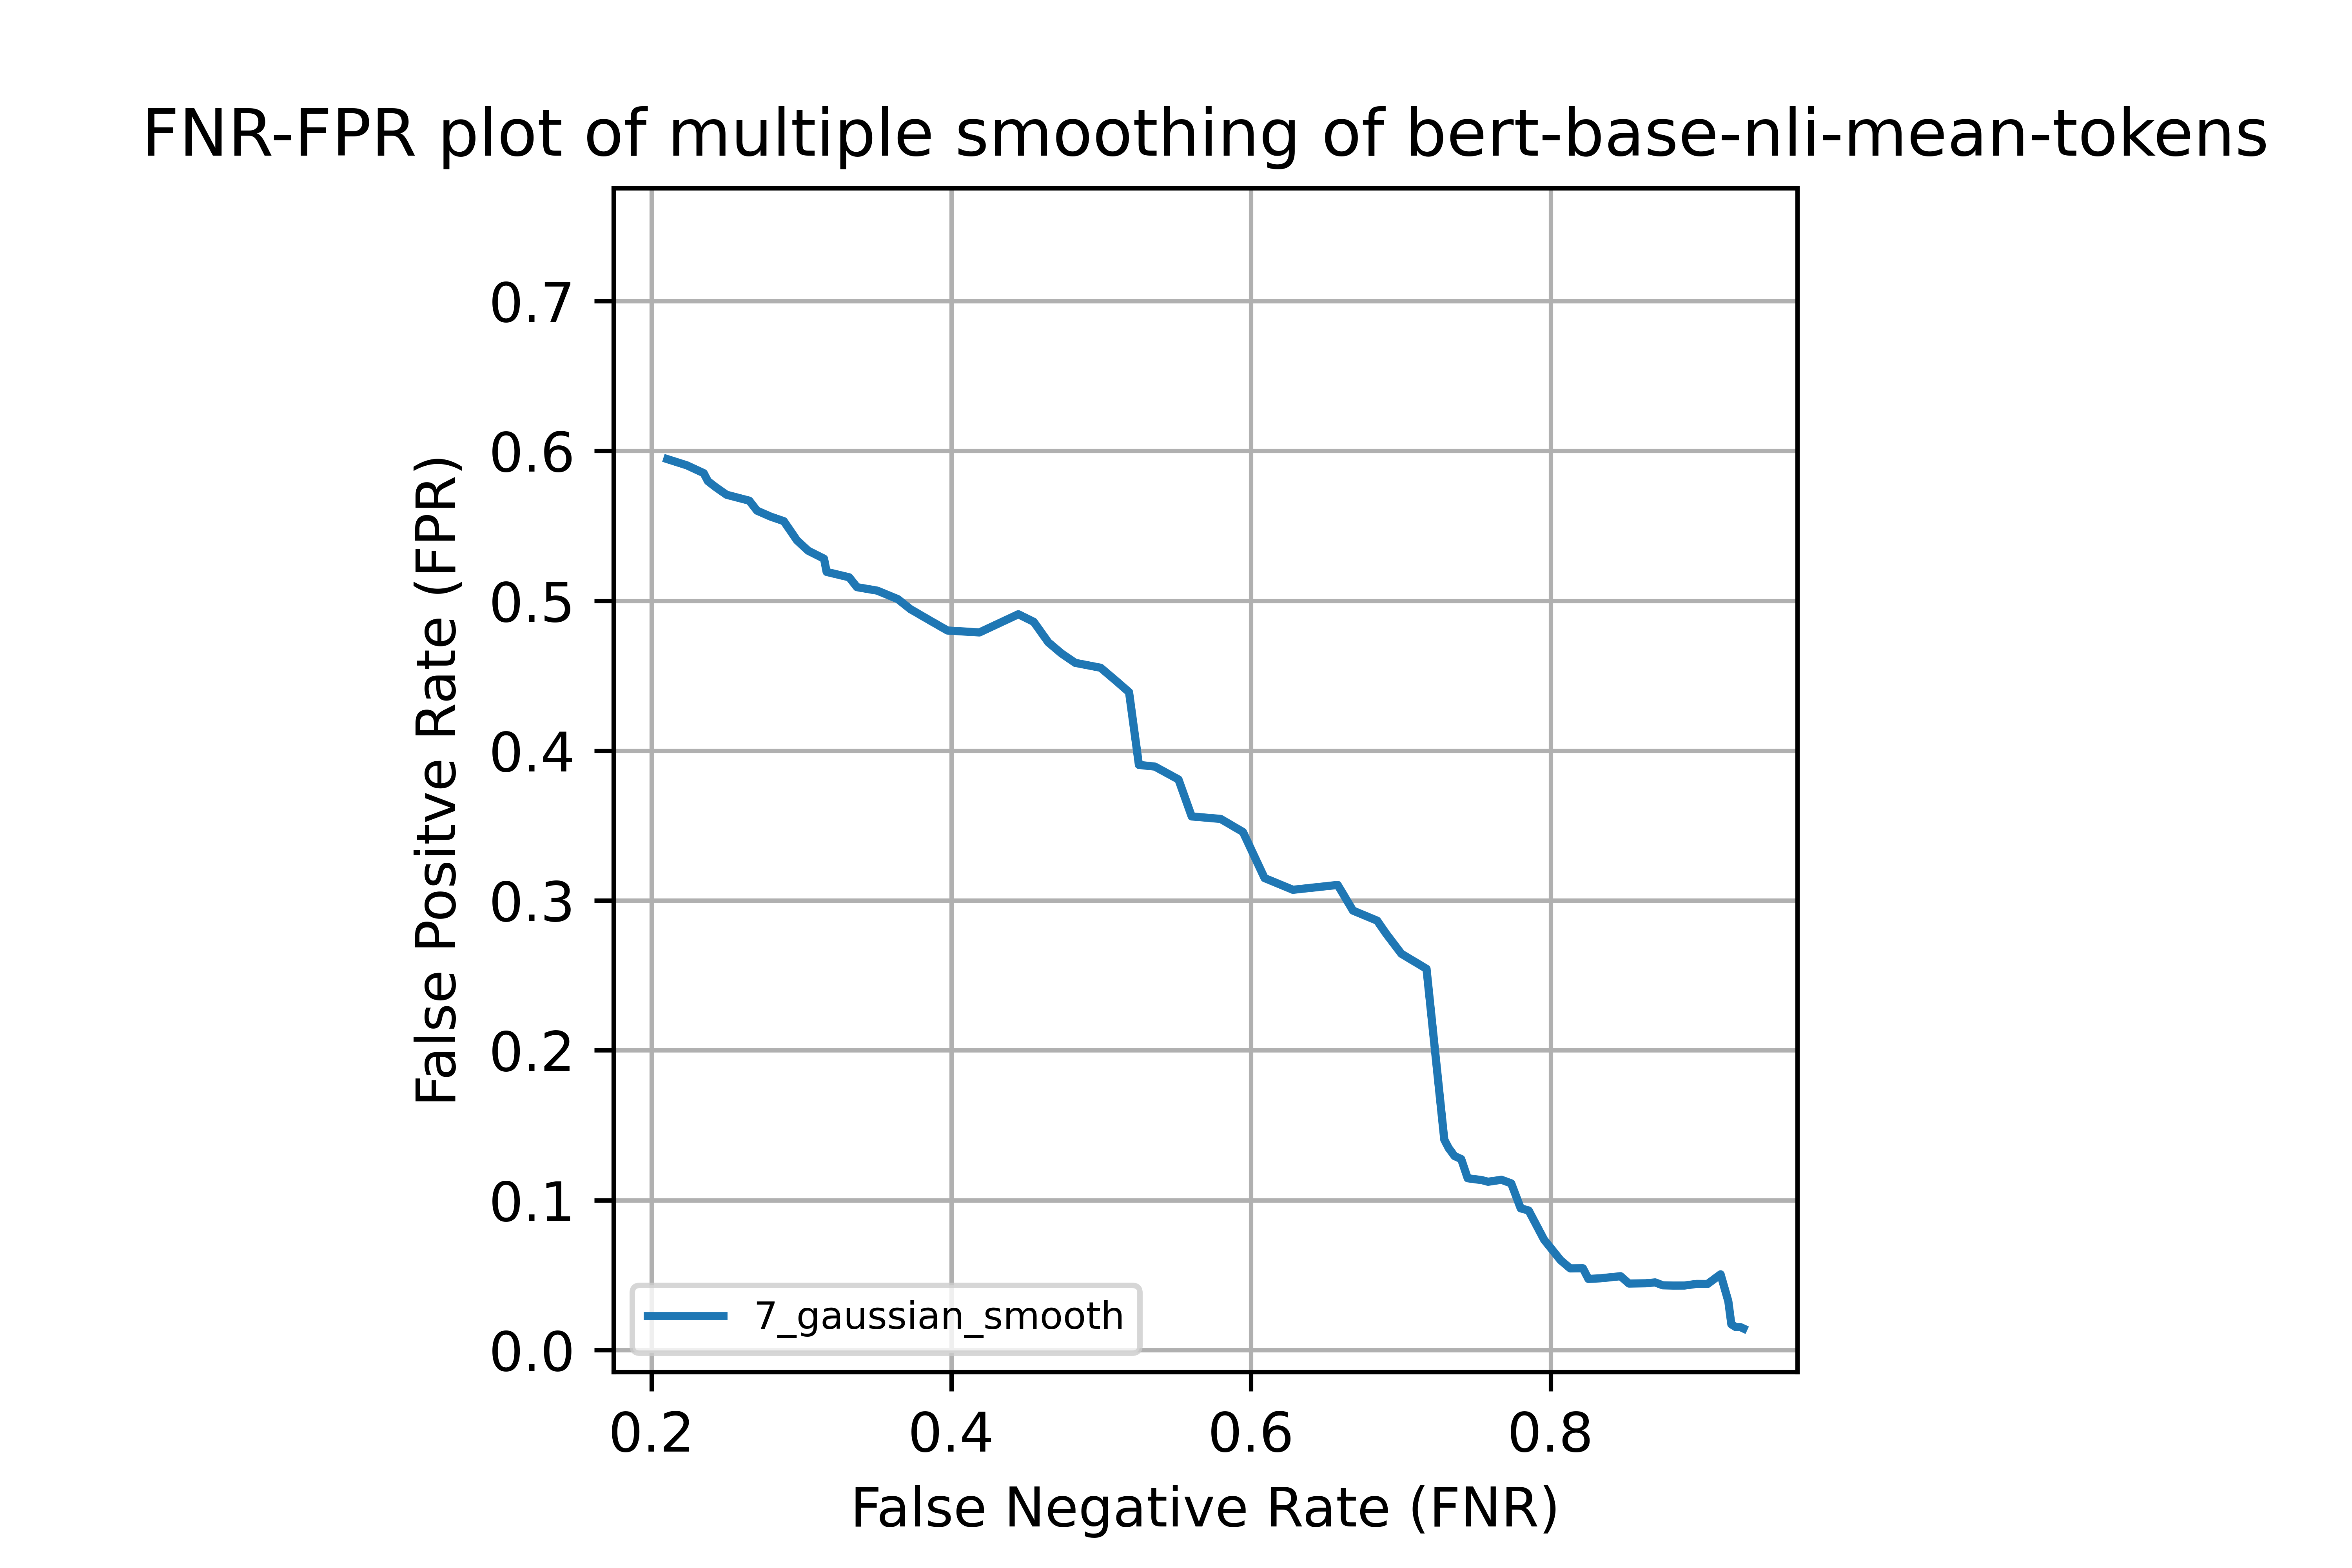 FNR-FPR plot of multiple smoothing of bert-base-nli-mean-tokens
False Positve Rate (FPR)
0.7
0.6
0.5
0.4
0.3
0.2
0.1
0.0
7_gaussian_smooth
0.2 0.4 0.6 0.8
False Negative Rate (FNR)